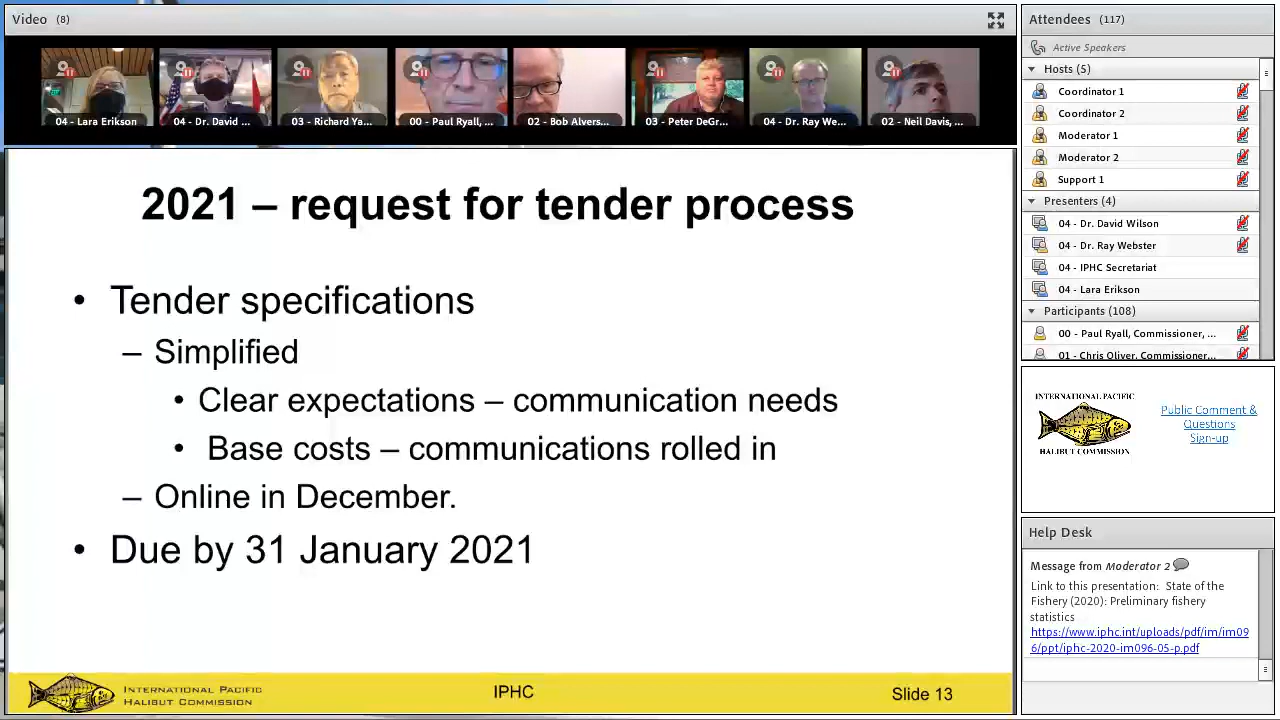 Video (8)
04 - Lara Erikson
04 - Dr. David ...
03 - Richard Ya...
00 - Paul Ryall, ...
02 - Bob Alvers...
03 - Peter DeGr...
04 - Dr. Ray We...
02 - Neil Davis, ...
2021 – request for tender process
• Tender specifications
– Simplified
• Clear expectations – communication needs
• Base costs – communications rolled in
– Online in December.
• Due by 31 January 2021
INTERNATIONAL PACIFIC
HALIBUT COMMISSION
IPHC
Slide 13
Attendees (117)
Active Speakers
Hosts (5)
Coordinator 1
Coordinator 2
Moderator 1
Moderator 2
Support 1
Presenters (4)
04 - Dr. David Wilson
04 - Dr. Ray Webster
04 - IPHC Secretariat
04 - Lara Erikson
Participants (108)
00 - Paul Ryall, Commissioner, ...
01 - Chris Oliver, Commissioner...
INTERNATIONAL PACIFIC
HALIBUT COMMISSION
Public Comment &
Questions
Sign-up
Help Desk
Message from Moderator 2
Link to this presentation: State of the
Fishery (2020): Preliminary fishery
statistics
https://www.iphc.int/uploads/pdf/im/im09
6/ppt/iphc-2020-im096-05-p.pdf